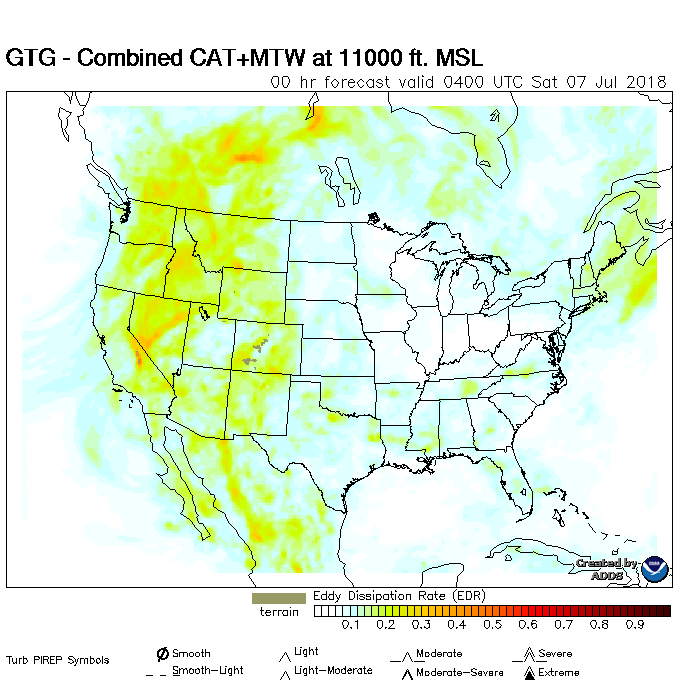 GTG - Combined CAT+MTW at 11000 ft. MSL
00 hr forecast valid 0400 UTC Sat 07 Jul 2018
Created by
ADDS
NOAA
Eddy Dissipation Rate (EDR)
terrain
0.1 0.2 0.3 0.4 0.5 0.6 0.7 0.8 0.9
Smooth Light Moderate Severe
Turb PIREP Symbols
Smooth-Light Light-Moderate Moderate-Severe Extreme